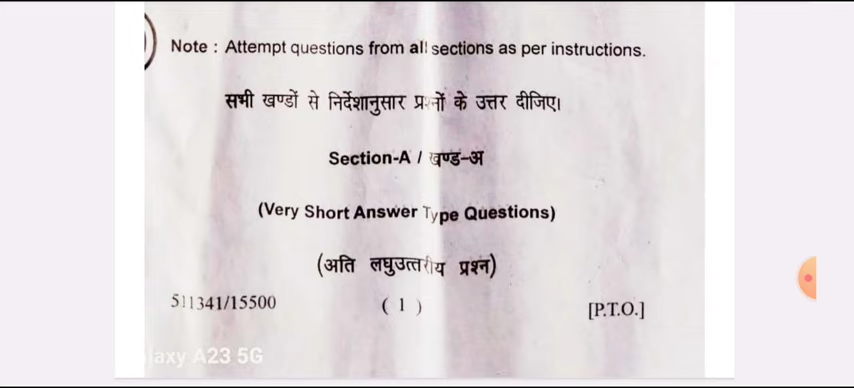 Note : Attempt questions from all sections as per instructions.
सभी खण्डों से निर्देशानुसार प्रश्नों के उत्तर दीजिए।
Section-A / खण्ड-अ
(Very Short Answer Type Questions)
(अति लघुउत्तरीय प्रश्न)
511341/15500 ( 1 ) [P.T.O.]
laxy A23 5G